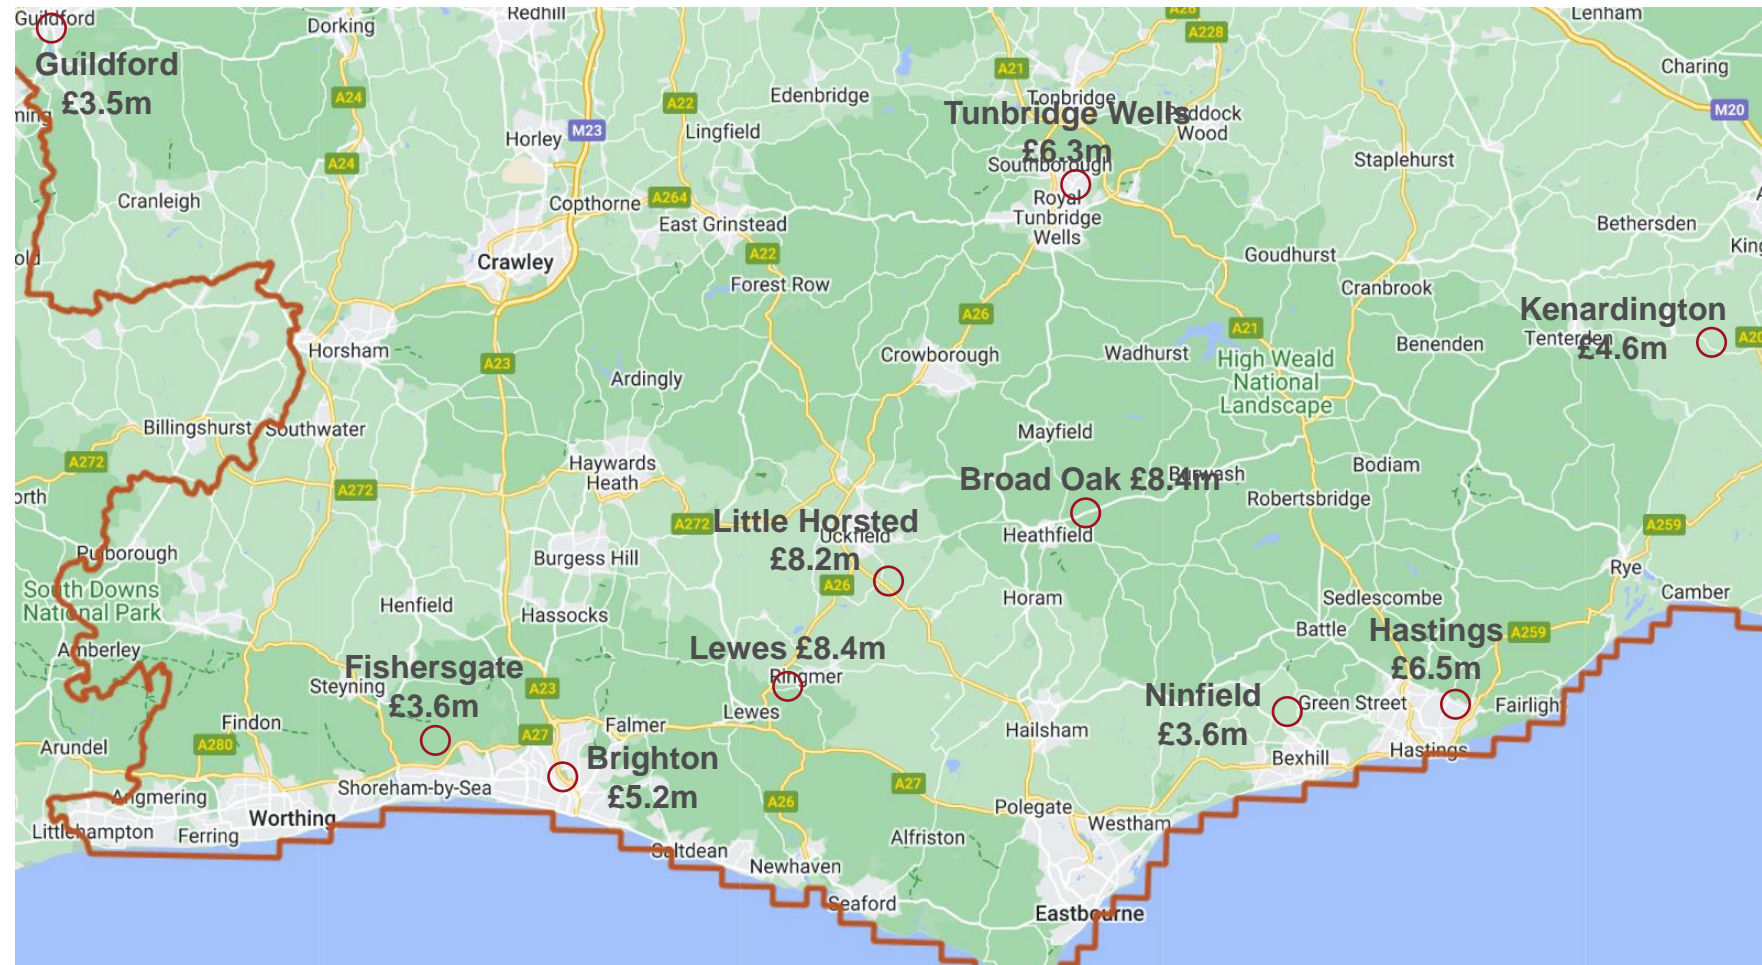 Guildford
Dorking
Redhill
A26
Lenham
A228
Guildford
£3.5m
A21
Charing
A24
A22
Edenbridge
Tonbridge
Tunbridge Wells
Paddock
Wood
M20
Horley
M23
Lingfield
£6.3m
Southborough
Staplehurst
A24
Cranleigh
Copthorne
A264
Royal
Tunbridge
Wells
East Grinstead
Bethersden
Crawley
A22
Goudhurst
Forest Row
Cranbrook
Kenardington
£4.6m
A26
A21
Tenterden
A20
Horsham
A23
Crowborough
Wadhurst
High Weald
National
Landscape
Benenden
Ardingly
Billingshurst
Southwater
Mayfield
A272
Haywards
Heath
Broad Oak £8.4m
Burwash
Bodiam
orth
A272
Robertsbridge
A272
Little Horsted
£8.2m
Uckfield
Heathfield
A259
Pulborough
Burgess Hill
Rye
South Downs
National Park
A26
Henfield
Hassocks
Horam
Sedlescombe
Camber
Battle
Hastings
£6.5m
A259
Amberley
Lewes £8.4m
Ringmer
Fishersgate
£3.6m
Steyning
A23
Ninfield
£3.6m
Green Street
Fairlight
Findon
Falmer
Lewes
Hailsham
A27
Arundel
A280
Brighton
£5.2m
Bexhill
Hastings
Shoreham-by-Sea
A27
Angmering
A26
Polegate
Worthing
Westham
Littlehampton
Ferring
Alfriston
Saltdean
Newhaven
Seaford
Eastbourne